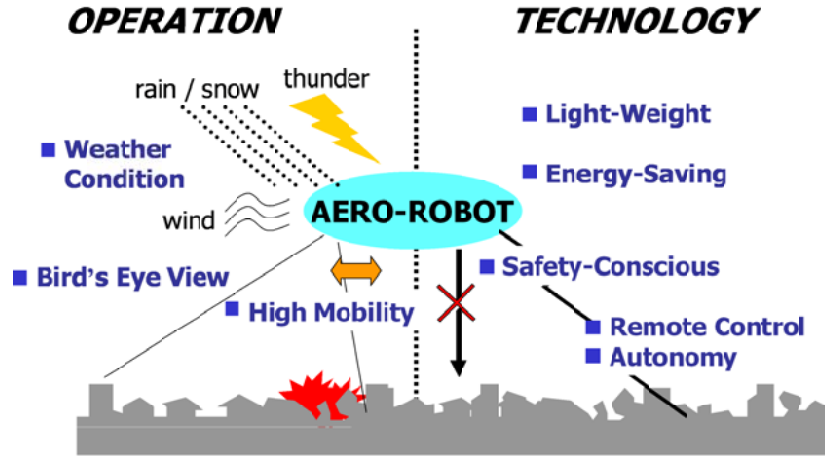 OPERATION
TECHNOLOGY
thunder
rain / snow
Light-Weight
Weather
Condition
Energy-Saving
wind
AERO-ROBOT
Bird's Eye View
Safety-Conscious
High Mobility
Remote Control
Autonomy